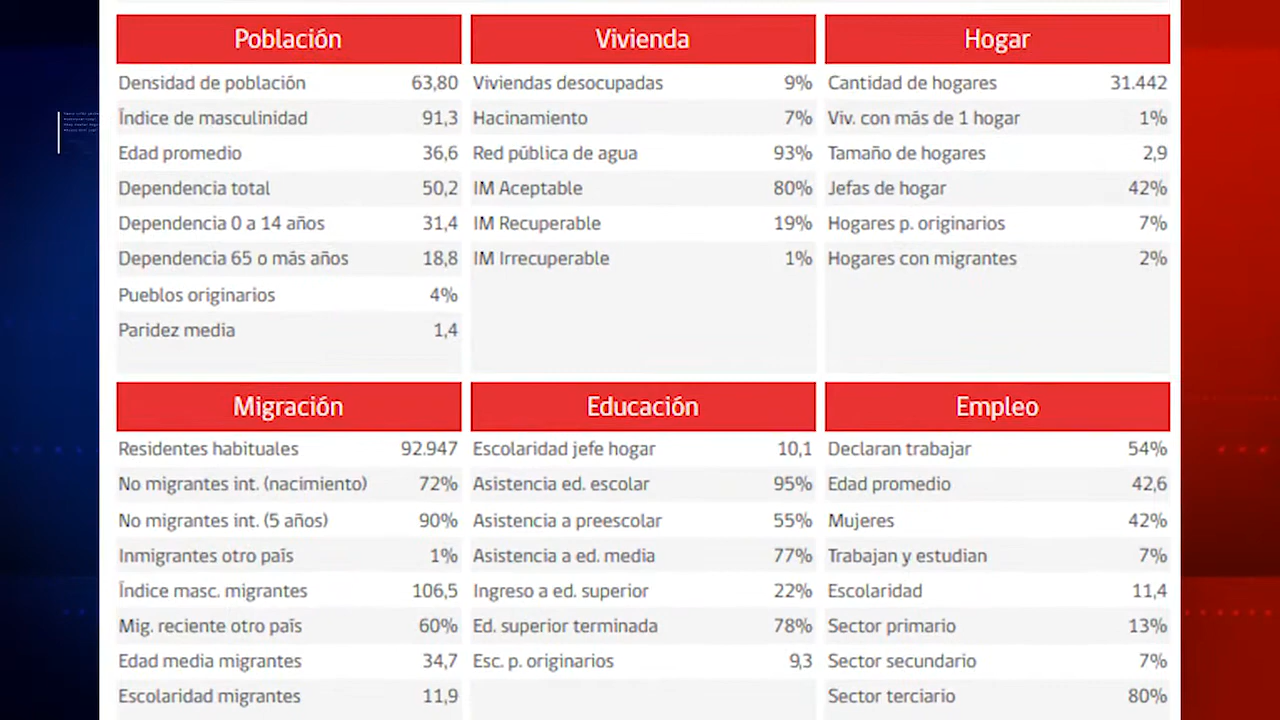 Población
Densidad de población 63,80
Índice de masculinidad 91,3
Edad promedio 36,6
Dependencia total 50,2
Dependencia 0 a 14 años 31,4
Dependencia 65 o más años 18,8
Pueblos originarios 4%
Paridez media 1,4
Vivienda
Viviendas desocupadas 9%
Hacinamiento 7%
Red pública de agua 93%
IM Aceptable 80%
IM Recuperable 19%
IM Irrecuperable 1%
Hogar
Cantidad de hogares 31.442
Viv. con más de 1 hogar 1%
Tamaño de hogares 2,9
Jefas de hogar 42%
Hogares p. originarios 7%
Hogares con migrantes 2%
Migración
Residentes habituales 92.947
No migrantes int. (nacimiento) 72%
No migrantes int. (5 años) 90%
Inmigrantes otro país 1%
Índice masc. migrantes 106,5
Mig. reciente otro país 60%
Edad media migrantes 34,7
Escolaridad migrantes 11,9
Educación
Escolaridad jefe hogar 10,1
Asistencia ed. escolar 95%
Asistencia a preescolar 55%
Asistencia a ed. media 77%
Ingreso a ed. superior 22%
Ed. superior terminada 78%
Esc. p. originarios 9,3
Empleo
Declaran trabajar 54%
Edad promedio 42,6
Mujeres 42%
Trabajan y estudian 7%
Escolaridad 11,4
Sector primario 13%
Sector secundario 7%
Sector terciario 80%